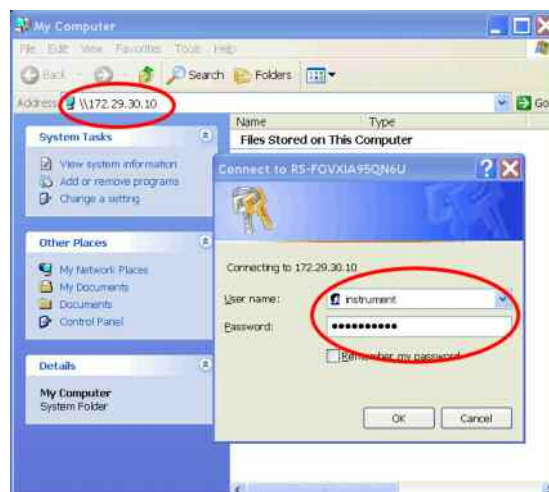 My Computer
File Edit View Favorites Tools Help
Back Search Folders
Address \\172.29.30.10 Go
Name Type
Files Stored on This Computer
System Tasks
View system information
Add or remove programs
Change a setting
Other Places
My Network Places
My Documents
Documents
Control Panel
Details
My Computer
System Folder
Connect to RS-FOVXIA95QN6U
Connecting to 172.29.30.10
User name: instrument
Password: ●●●●●●●●●●
Remember my password
OK Cancel